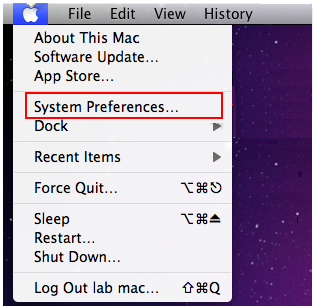 File Edit View History
About This Mac
Software Update...
App Store...
System Preferences...
Dock
Recent Items
Force Quit... ⌥⌘⎋
Sleep ⌥⌘⏏
Restart...
Shut Down...
Log Out lab mac... ⇧⌘Q